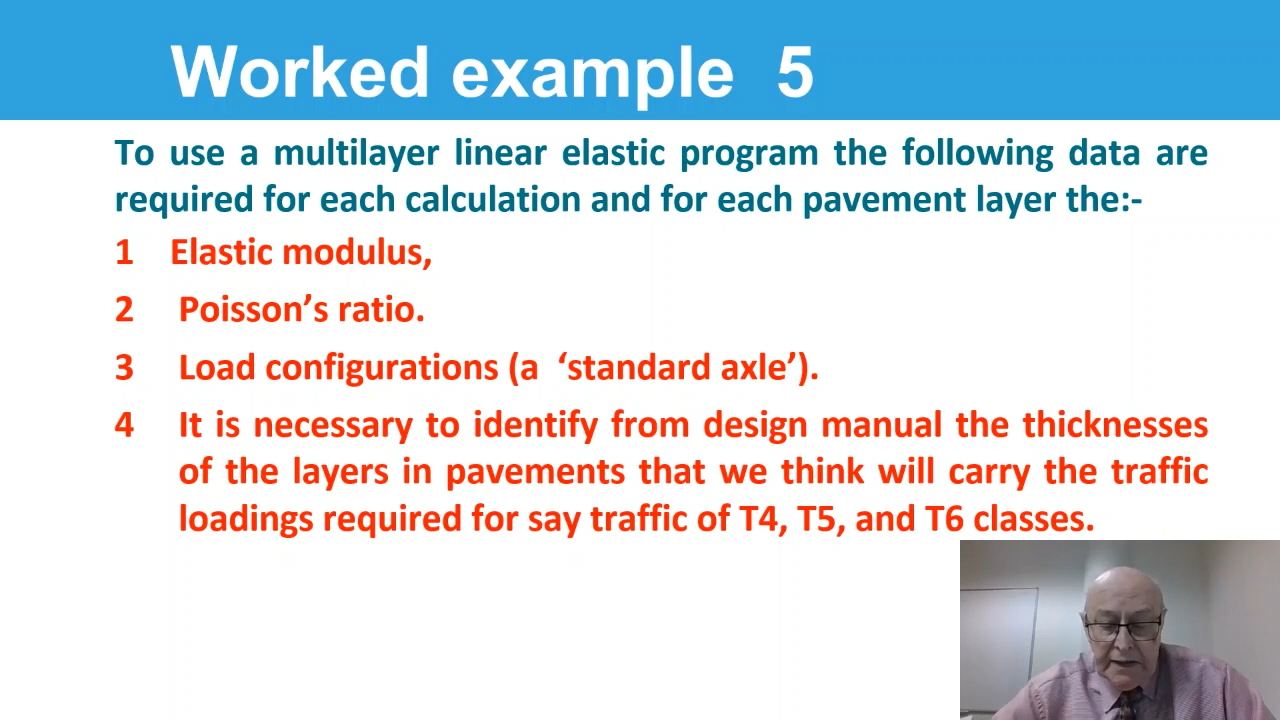 Worked example 5
To use a multilayer linear elastic program the following data are
required for each calculation and for each pavement layer the:-
1 Elastic modulus,
2 Poisson’s ratio.
3 Load configurations (a ‘standard axle’).
4 It is necessary to identify from design manual the thicknesses
of the layers in pavements that we think will carry the traffic
loadings required for say traffic of T4, T5, and T6 classes.